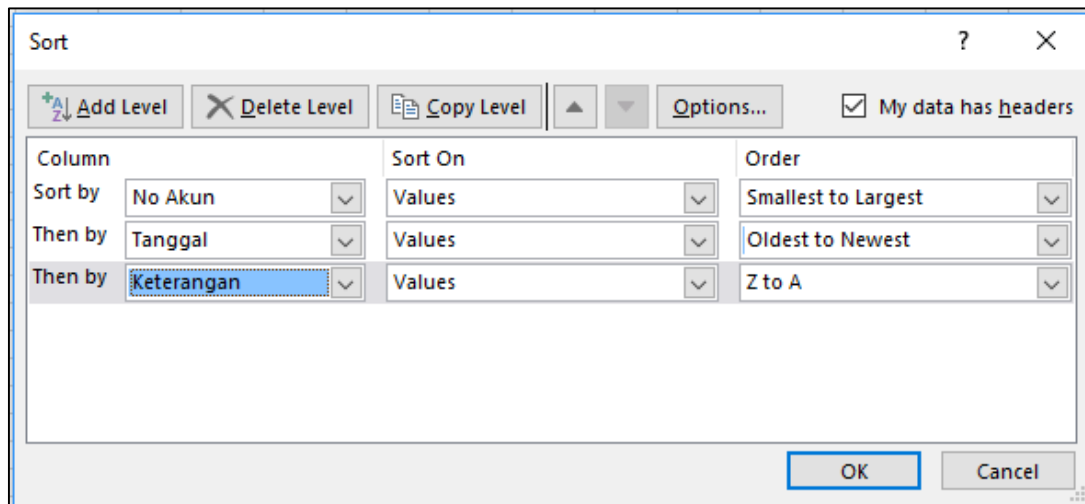 Sort ?
Add Level Delete Level Copy Level Options... My data has headers
Column Sort On Order
Sort by No Akun Values Smallest to Largest
Then by Tanggal Values Oldest to Newest
Then by Keterangan Values Z to A
OK Cancel